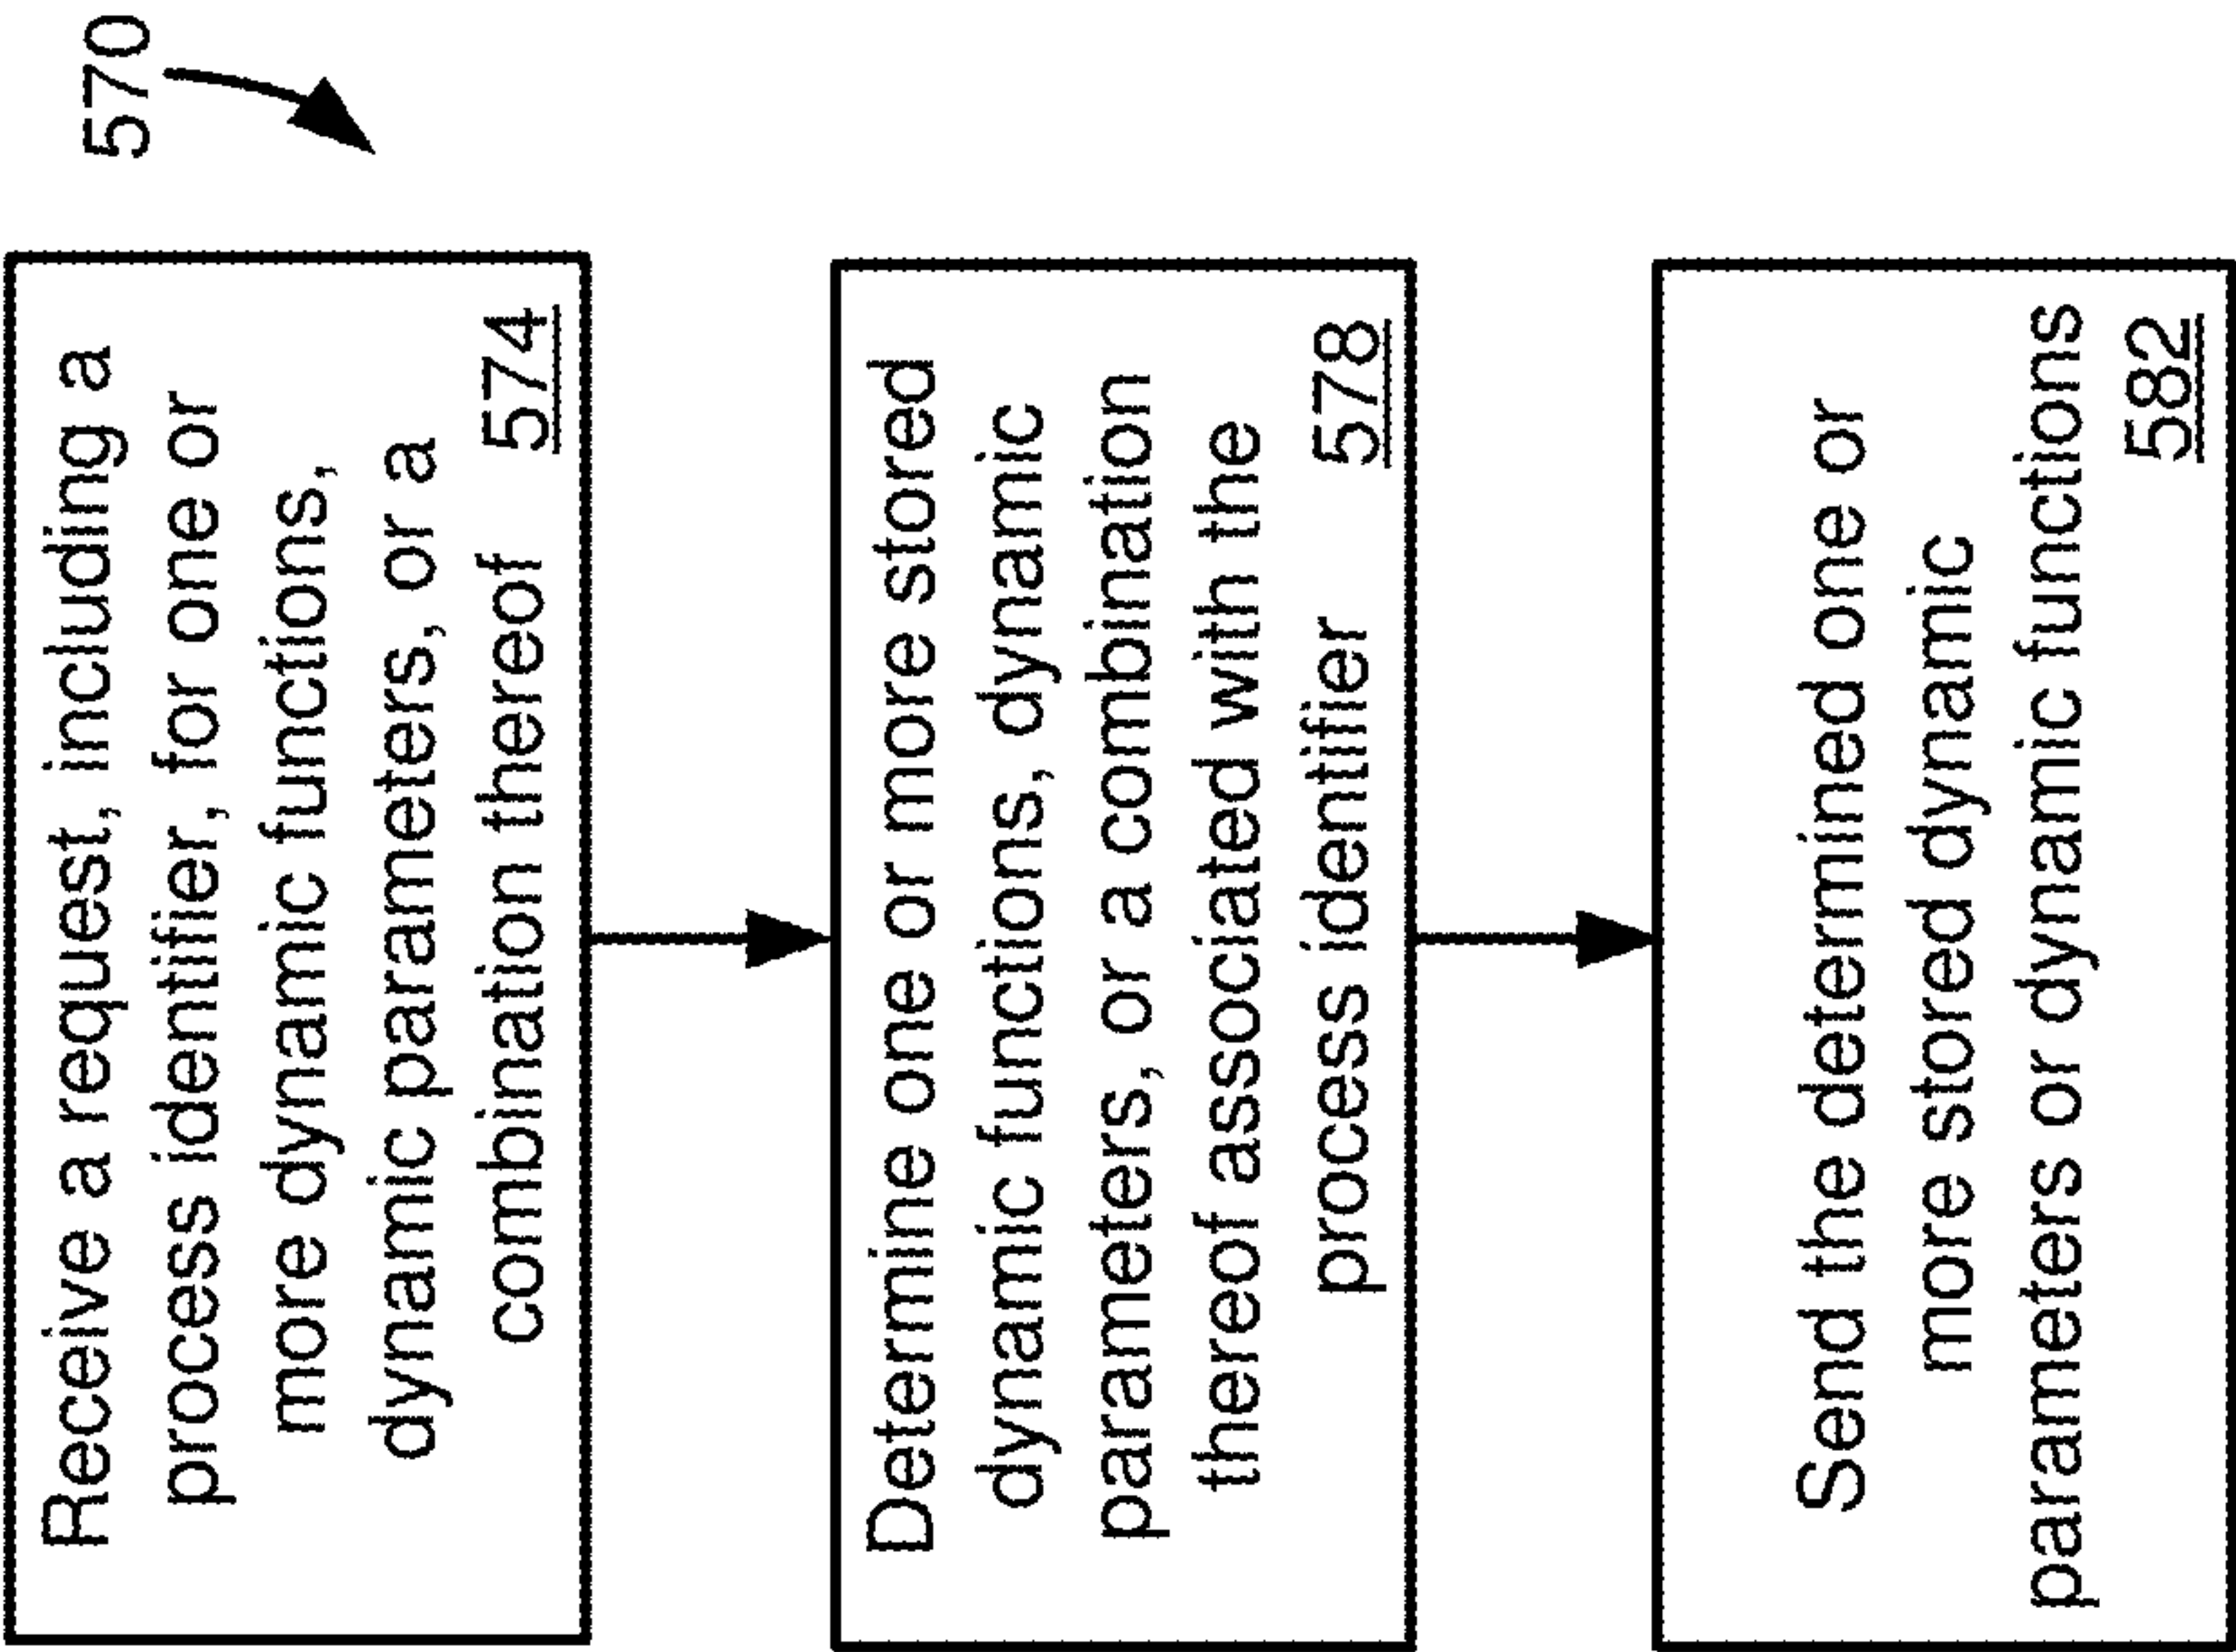 570
Receive a request, including a
process identifier, for one or
more dynamic functions,
dynamic parameters, or a
combination thereof 574
Determine one or more stored
dynamic functions, dynamic
parameters, or a combination
thereof associated with the
process identifier 578
Send the determined one or
more stored dynamic
parameters or dynamic functions
582